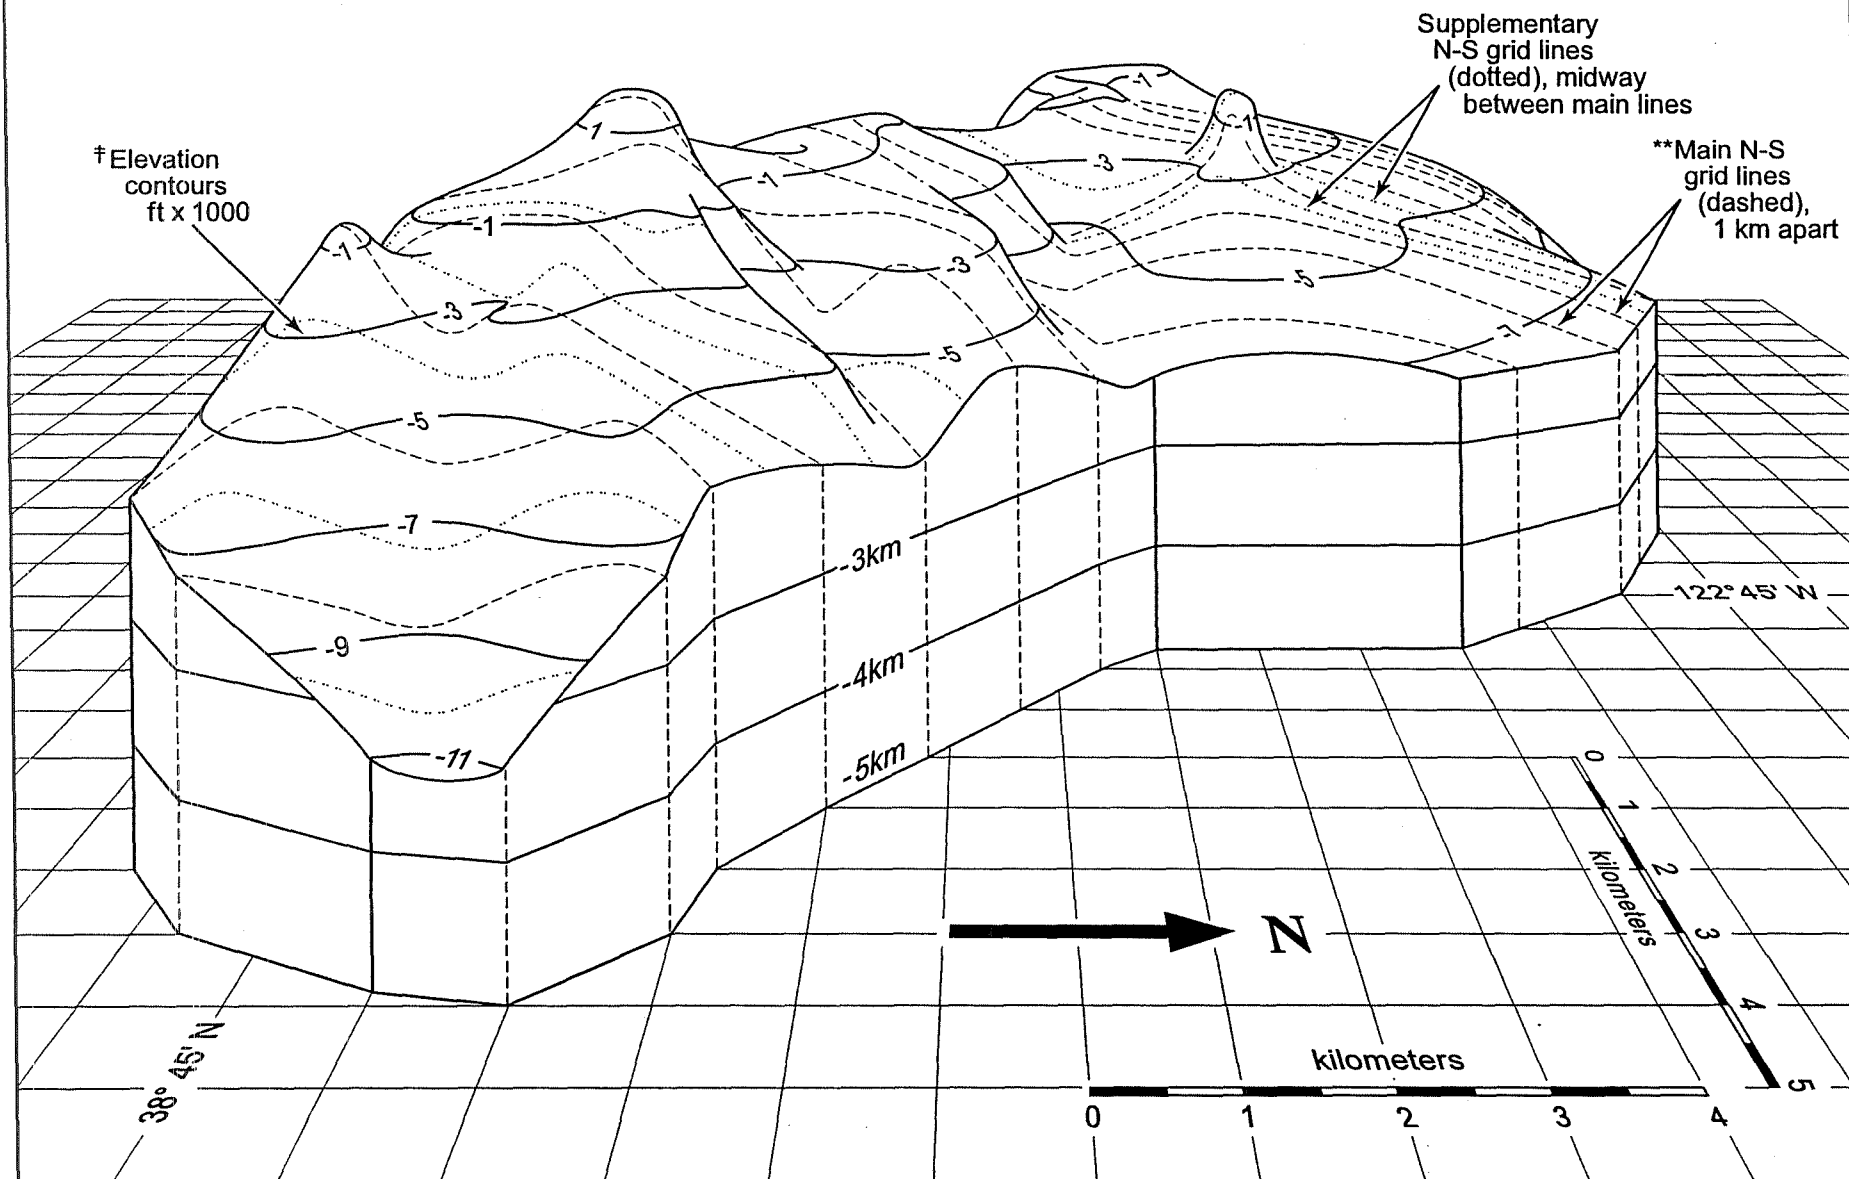 Supplementary
N-S grid lines
(dotted), midway
between main lines
**Main N-S
grid lines
(dashed),
1 km apart
‡Elevation
contours
ft x 1000
-1
1
-1
-1
-1
-3
-1
-3
-3
-5
-5
-7
-5
-7
-9
-11
-3km
-4km
-5km
122° 45' W
38° 45' N
N
0
1
2
3
4
5
kilometers
kilometers
0
1
2
3
4